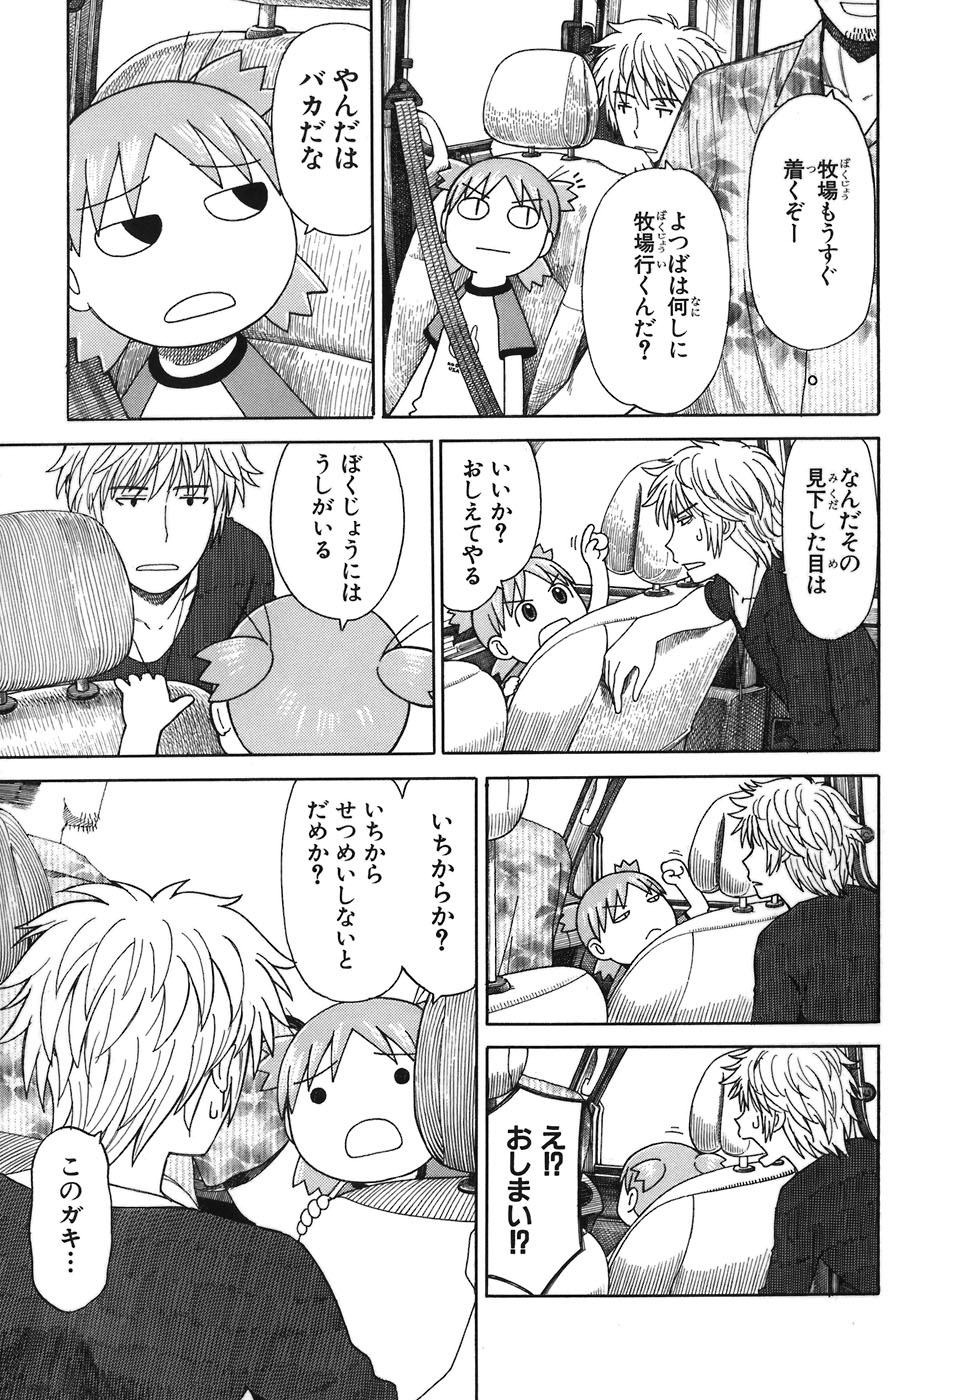 牧場もうすぐ
着くぞー
よつばは何しに
牧場行くんだ?
やんだは
バカだな
なんだその
見下した目は
いいか?
おしえてやる
ぼくじょうには
うしがいる
え!?
おしまい!?
いちからか?
いちから
せつめいしないと
だめか?
このガキ…